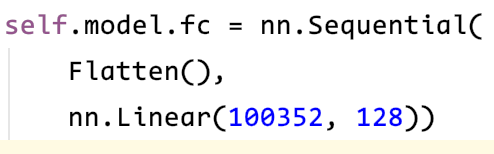 self.model.fc = nn.Sequential(
    Flatten(),
    nn.Linear(100352, 128))